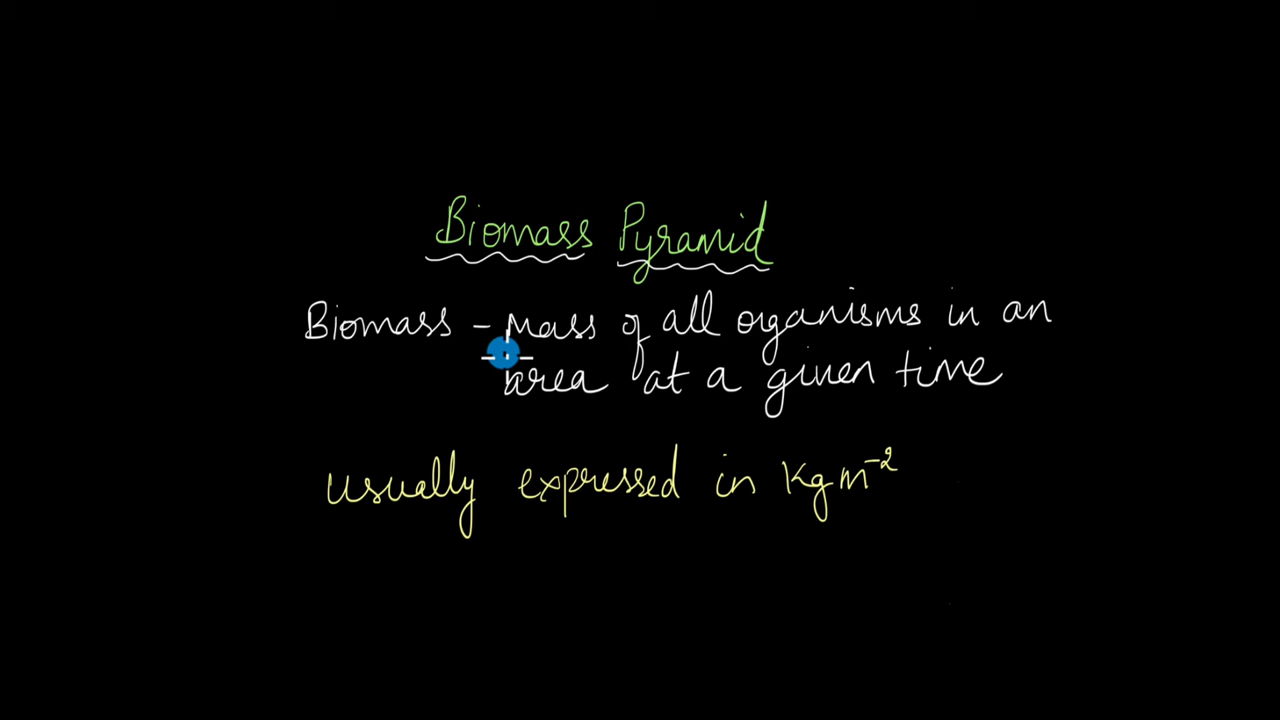 Biomass Pyramid
Biomass - Mass of all organisms in an
area at a given time
usually expressed in Kgm⁻²